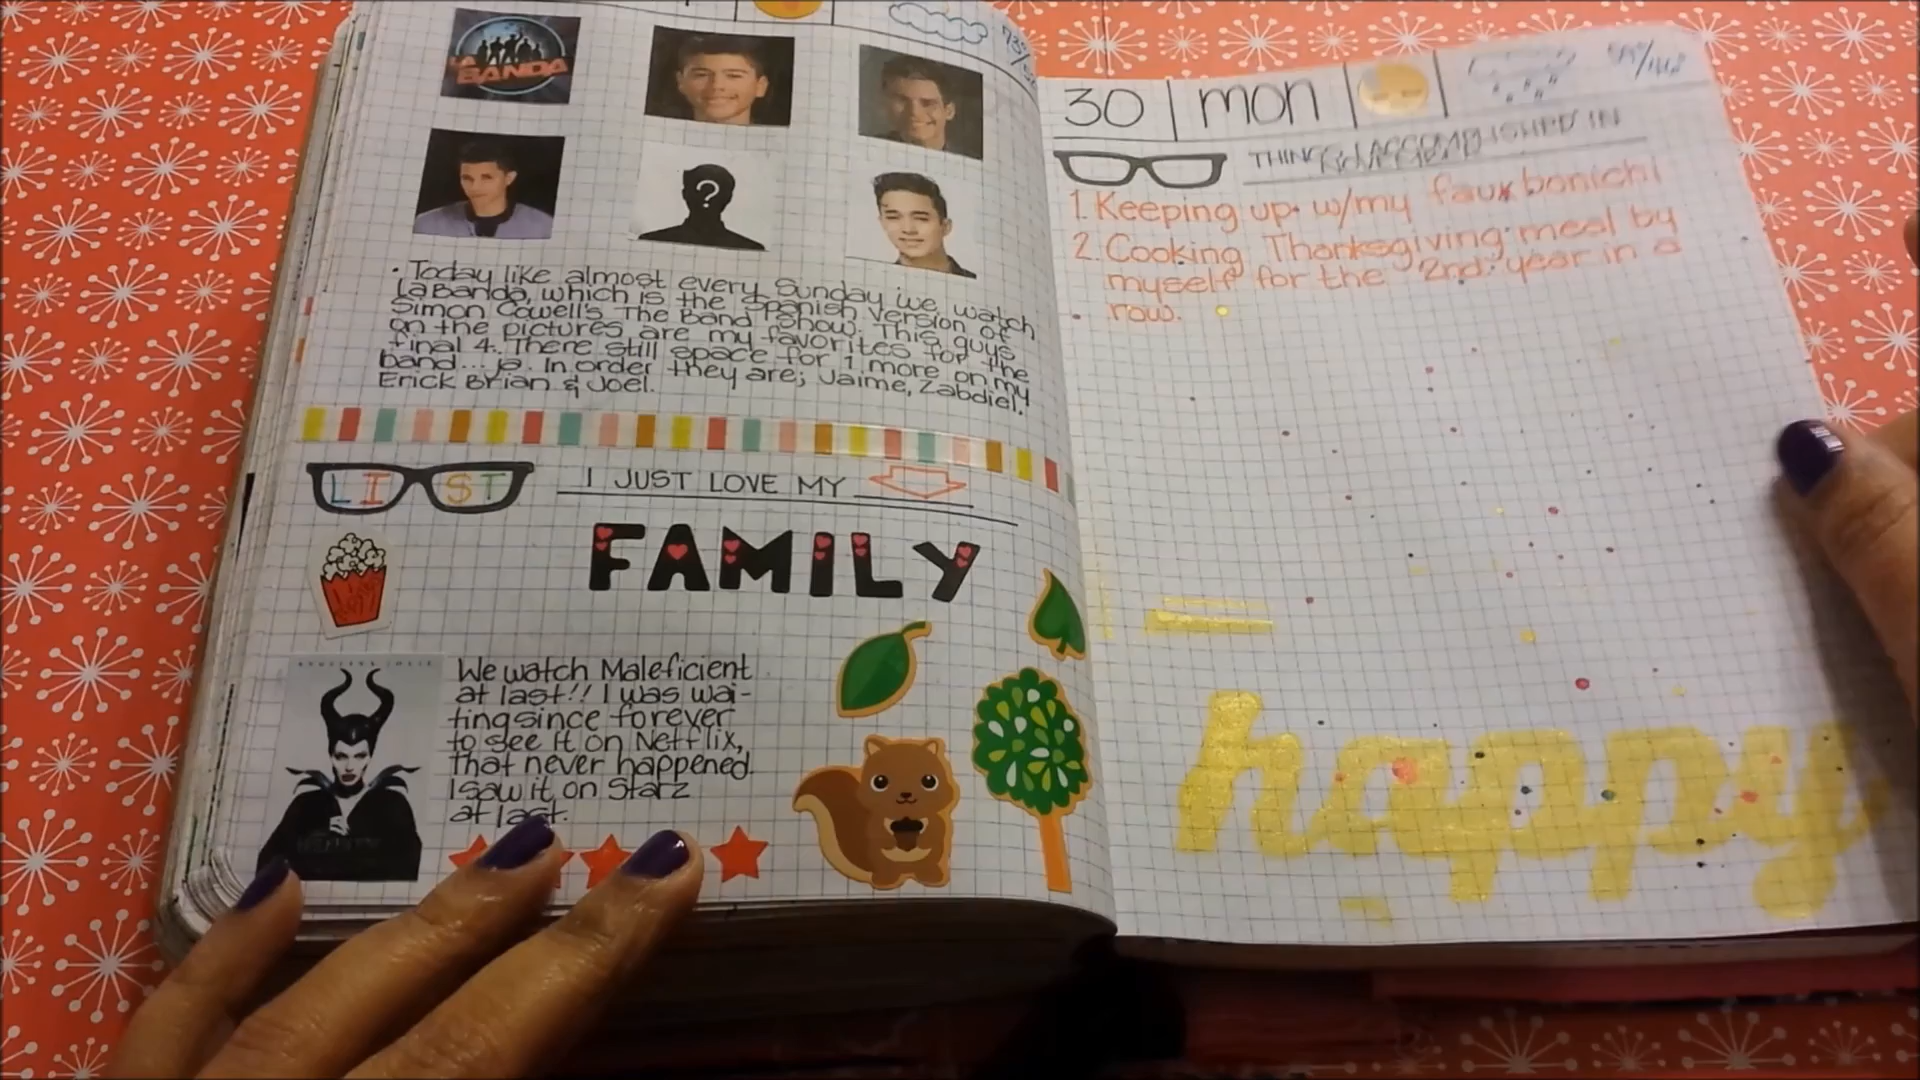 LA BANDA
?
• Today like almost every Sunday we watch
LaBanda, which is the Spanish Version of
Simon Cowell's The Band Show. This guys
on the pictures are my favorites for the
final 4. There still space for 1 more on my
band... ja. In order they are; Jaime, Zabdiel,
Erick Brian & Joel.
LIST
I JUST LOVE MY
FAMILY
ANGELINA JOLIE
We watch Maleficient
at last!! I was wai-
ting since forever
to see it on Netflix,
that never happened.
I saw it on Starz
at last.
30 | mon
THINGS ACCOMPLISHED IN
1. Keeping up w/my faux bonichi
2. Cooking Thanksgiving meal by
myself for the 2nd year in a
row.
happy